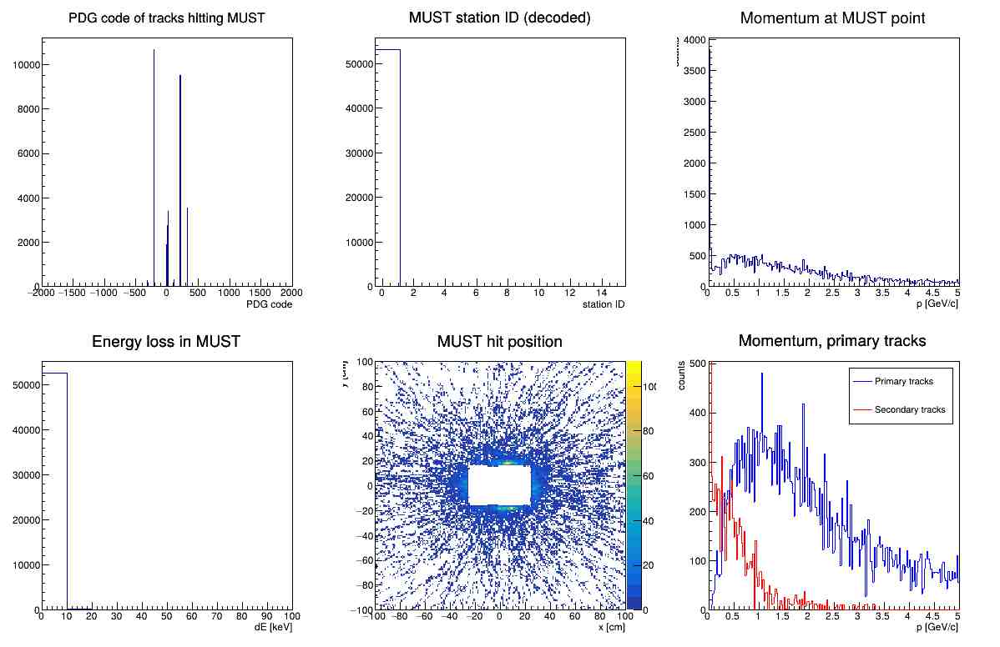 PDG code of tracks hitting MUST
10000
8000
6000
4000
2000
0
−2000 −1500 −1000 −500 0 500 1000 1500 2000
PDG code
MUST station ID (decoded)
50000
40000
30000
20000
10000
0
0 2 4 6 8 10 12 14
station ID
Momentum at MUST point
4000
3500
3000
2500
2000
1500
1000
500
0
0 0.5 1 1.5 2 2.5 3 3.5 4 4.5 5
p [GeV/c]
Energy loss in MUST
50000
40000
30000
20000
10000
0
0 10 20 30 40 50 60 70 80 90 100
dE [keV]
MUST hit position
100
80
60
40
20
0
−20
−40
−60
−80
−100
−100 −80 −60 −40 −20 0 20 40 60 80 100
x [cm]
100
80
60
40
20
0
Momentum, primary tracks
counts
500
400
300
200
100
0
Primary tracks
Secondary tracks
0 0.5 1 1.5 2 2.5 3 3.5 4 4.5 5
p [GeV/c]